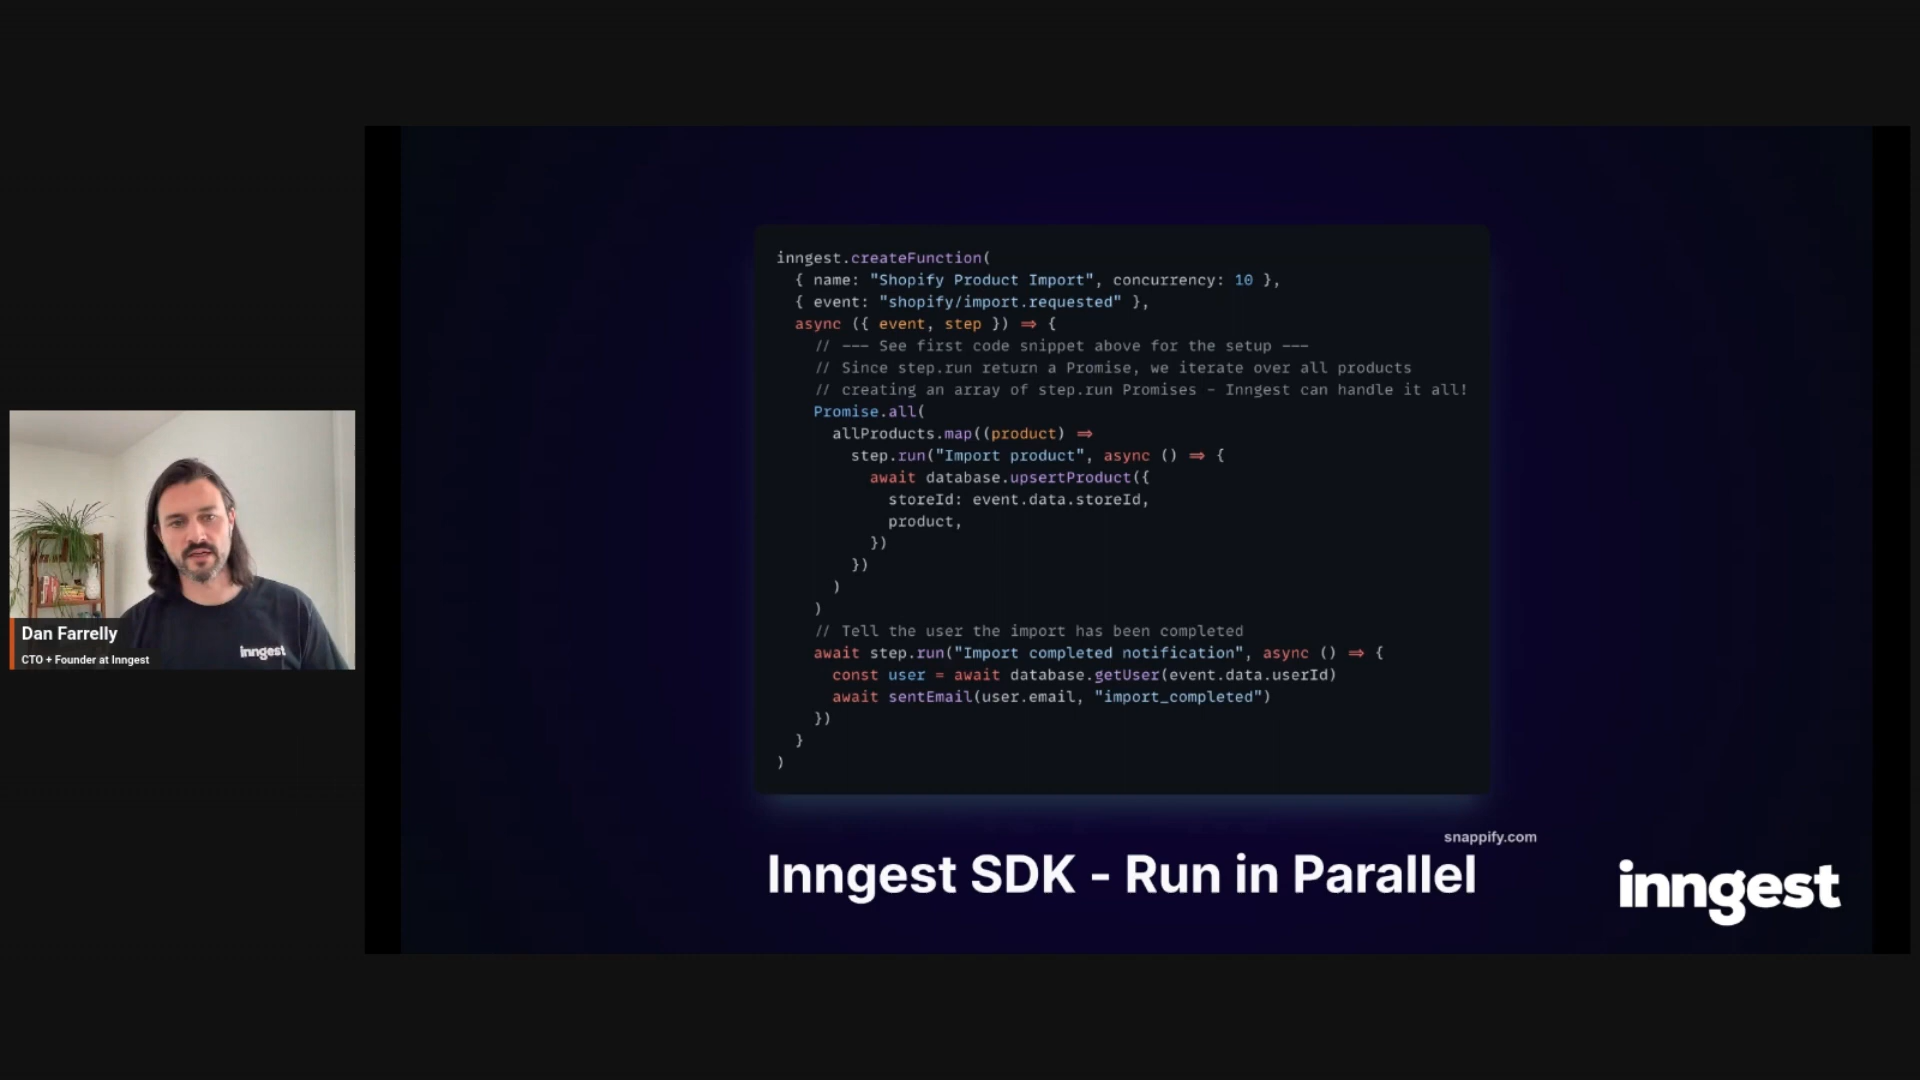 inngest.createFunction(
{ name: "Shopify Product Import", concurrency: 10 },
{ event: "shopify/import.requested" },
async ({ event, step }) => {
// --- See first code snippet above for the setup ---
// Since step.run return a Promise, we iterate over all products
// creating an array of step.run Promises - Inngest can handle it all!
Promise.all(
allProducts.map((product) =>
step.run("Import product", async () => {
await database.upsertProduct({
storeId: event.data.storeId,
product,
})
})
)
)
// Tell the user the import has been completed
await step.run("Import completed notification", async () => {
const user = await database.getUser(event.data.userId)
await sentEmail(user.email, "import_completed")
})
}
)
snappify.com
Inngest SDK - Run in Parallel
inngest
inngest
Dan Farrelly
CTO + Founder at Inngest